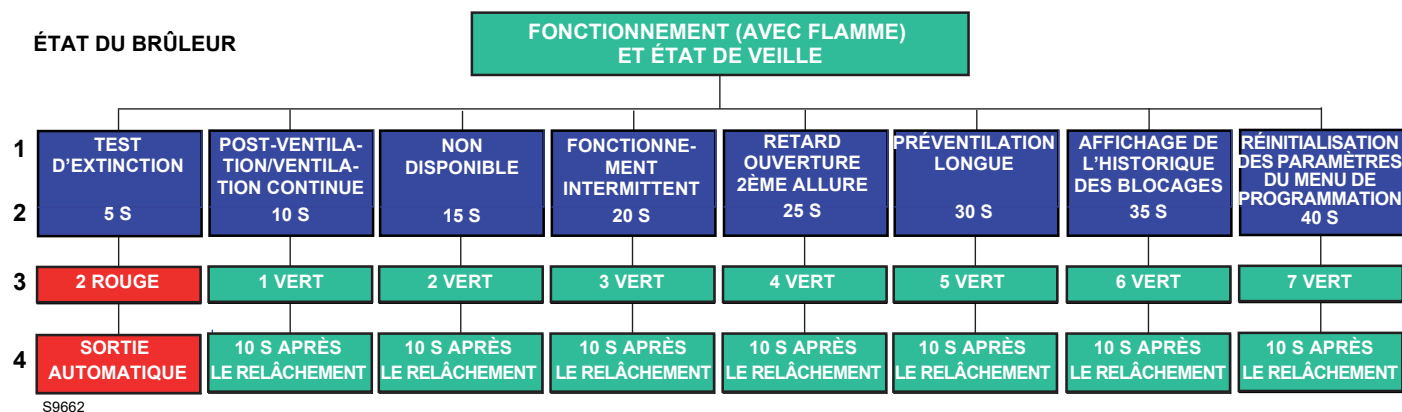 ÉTAT DU BRÛLEUR
FONCTIONNEMENT (AVEC FLAMME)
ET ÉTAT DE VEILLE
1
2
TEST
D'EXTINCTION
5 S
POST-VENTILA-
TION/VENTILA-
TION CONTINUE
10 S
NON
DISPONIBLE
15 S
FONCTIONNE-
MENT
INTERMITTENT
20 S
RETARD
OUVERTURE
2ÈME ALLURE
25 S
PRÉVENTILATION
LONGUE
30 S
AFFICHAGE DE
L'HISTORIQUE
DES BLOCAGES
35 S
RÉINITIALISATION
DES PARAMÈTRES
DU MENU DE
PROGRAMMATION
40 S
3
2 ROUGE
1 VERT
2 VERT
3 VERT
4 VERT
5 VERT
6 VERT
7 VERT
4
SORTIE
AUTOMATIQUE
10 S APRÈS
LE RELÂCHEMENT
10 S APRÈS
LE RELÂCHEMENT
10 S APRÈS
LE RELÂCHEMENT
10 S APRÈS
LE RELÂCHEMENT
10 S APRÈS
LE RELÂCHEMENT
10 S APRÈS
LE RELÂCHEMENT
10 S APRÈS
LE RELÂCHEMENT
S9662